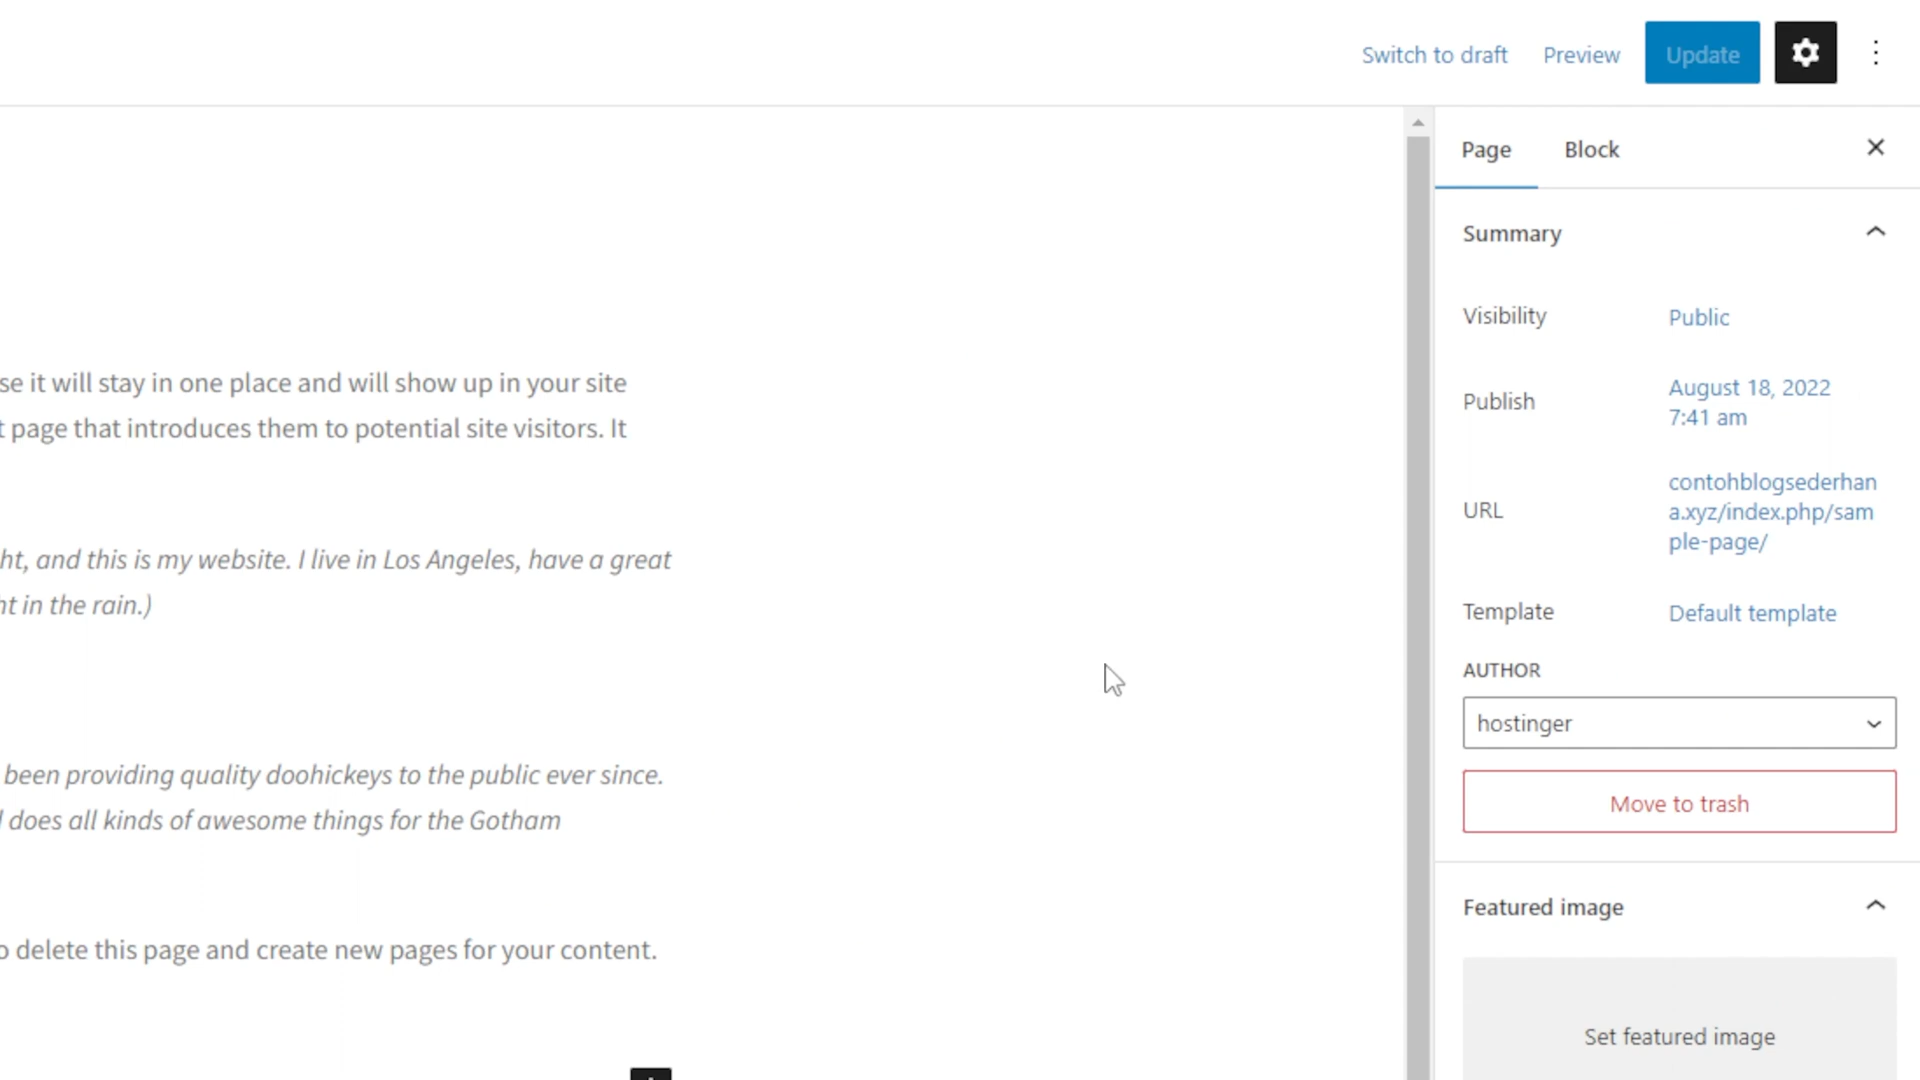 Switch to draft Preview Update
Page Block
Summary
Visibility Public
Publish August 18, 2022
7:41 am
URL contohblogsederhan
a.xyz/index.php/sam
ple-page/
Template Default template
AUTHOR
hostinger
Move to trash
Featured image
Set featured image
se it will stay in one place and will show up in your site
t page that introduces them to potential site visitors. It
ht, and this is my website. I live in Los Angeles, have a great
ht in the rain.)
been providing quality doohickeys to the public ever since.
d does all kinds of awesome things for the Gotham
o delete this page and create new pages for your content.